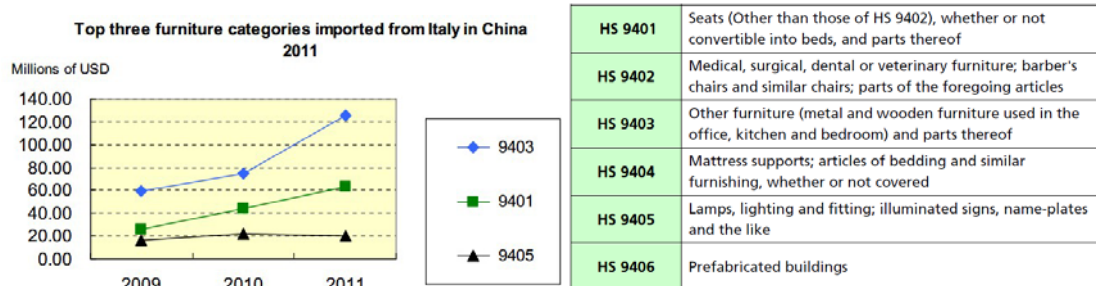 Top three furniture categories imported from Italy in China
2011
Millions of USD
140.00
120.00
100.00
80.00
60.00
40.00
20.00
0.00
2009 2010 2011
9403
9401
9405
HS 9401 Seats (Other than those of HS 9402), whether or not
convertible into beds, and parts thereof
HS 9402 Medical, surgical, dental or veterinary furniture; barber's
chairs and similar chairs; parts of the foregoing articles
HS 9403 Other furniture (metal and wooden furniture used in the
office, kitchen and bedroom) and parts thereof
HS 9404 Mattress supports; articles of bedding and similar
furnishing, whether or not covered
HS 9405 Lamps, lighting and fitting; illuminated signs, name-plates
and the like
HS 9406 Prefabricated buildings